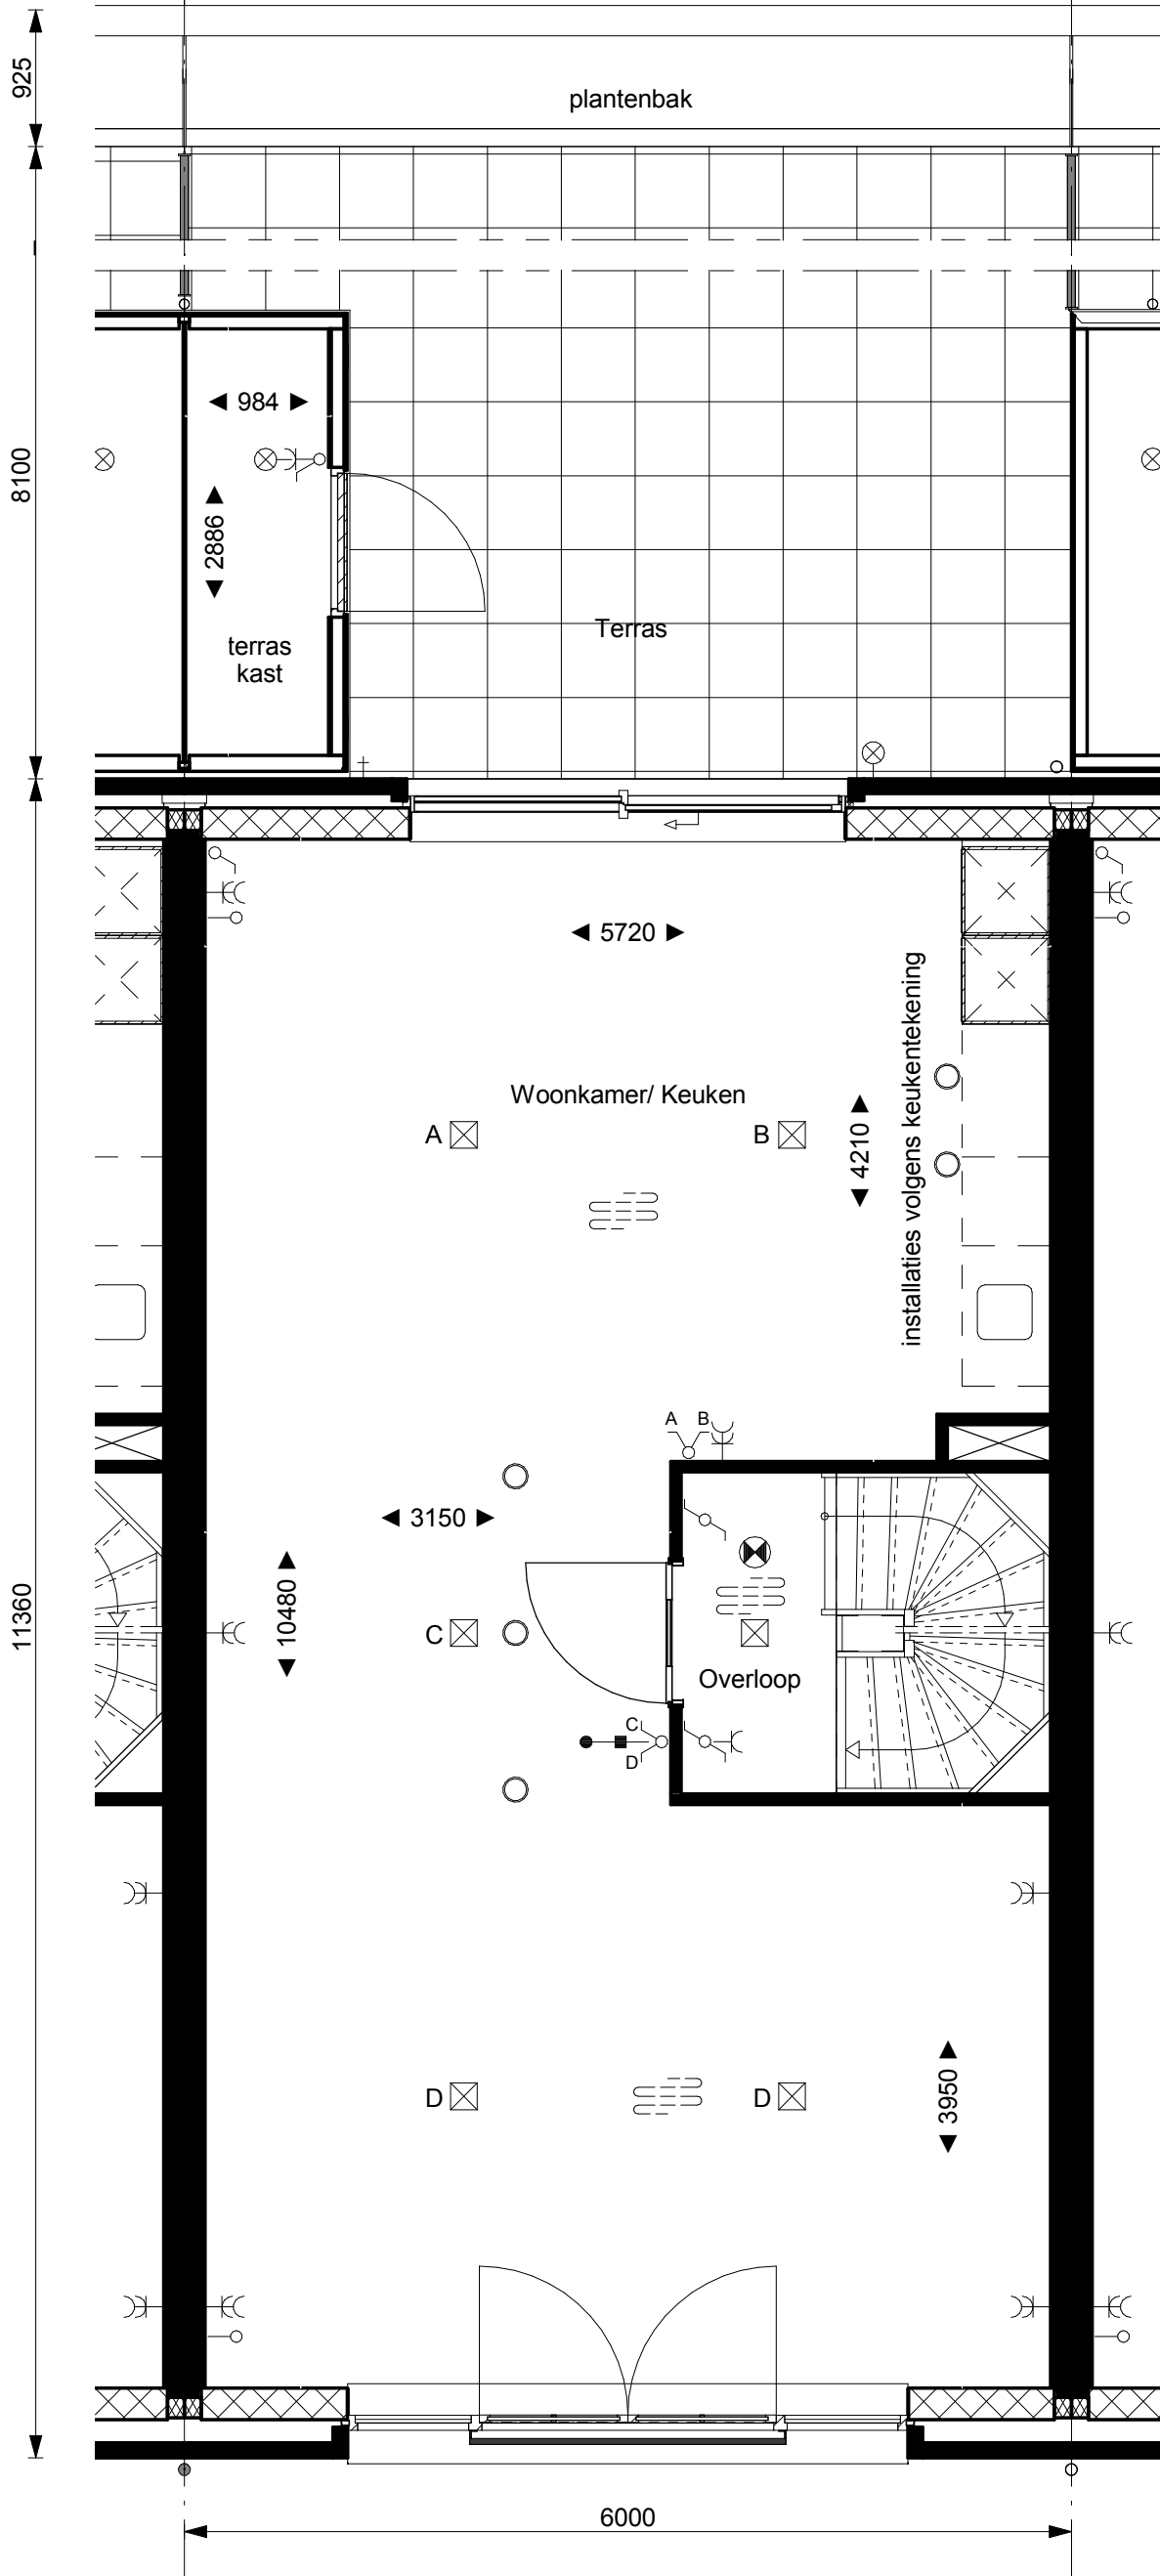 925
plantenbak
984
8100
2886
terras
kast
Terras
5720
installaties volgens keukentekening
Woonkamer/ Keuken
A
B
4210
A B
3150
11360
10480
C
Overloop
C
D
D
D
3950
6000